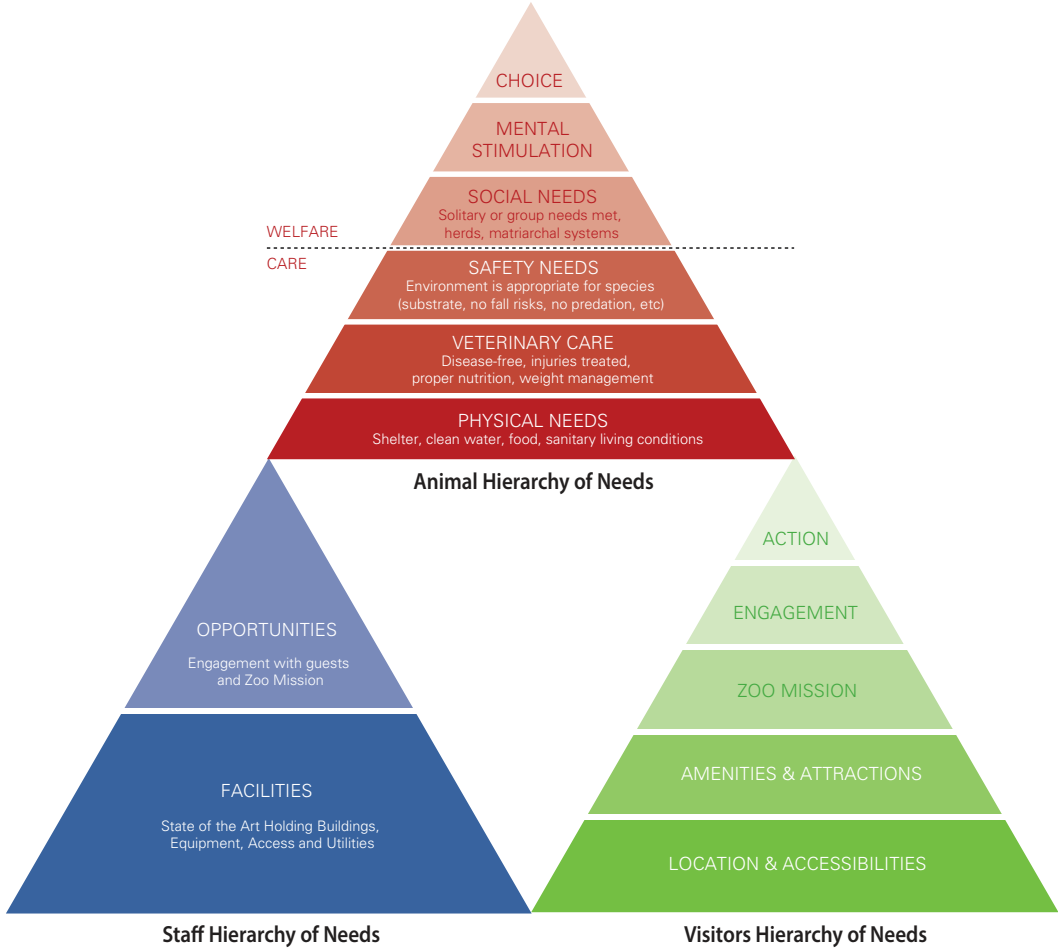 CHOICE
MENTAL
STIMULATION
SOCIAL NEEDS
Solitary or group needs met,
herds, matriarchal systems
WELFARE
CARE
SAFETY NEEDS
Environment is appropriate for species
(substrate, no fall risks, no predation, etc)
VETERINARY CARE
Disease-free, injuries treated,
proper nutrition, weight management
PHYSICAL NEEDS
Shelter, clean water, food, sanitary living conditions
Animal Hierarchy of Needs
OPPORTUNITIES
Engagement with guests
and Zoo Mission
FACILITIES
State of the Art Holding Buildings,
Equipment, Access and Utilities
Staff Hierarchy of Needs
ACTION
ENGAGEMENT
ZOO MISSION
AMENITIES & ATTRACTIONS
LOCATION & ACCESSIBILITIES
Visitors Hierarchy of Needs